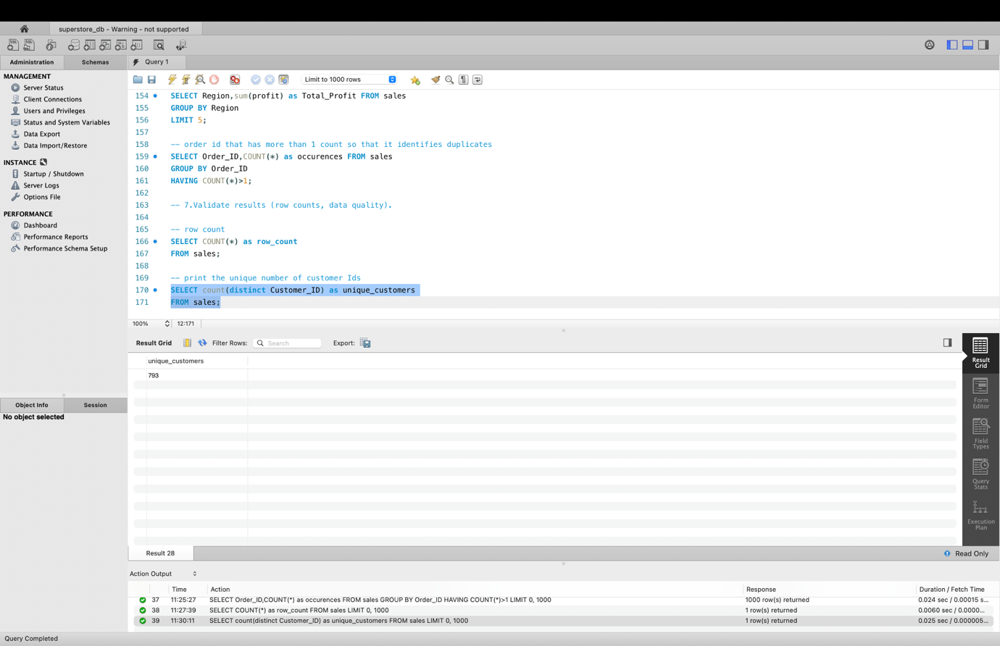 superstore_db - Warning - not supported
Administration
Schemas
Query 1
MANAGEMENT
Server Status
Client Connections
Users and Privileges
Status and System Variables
Data Export
Data Import/Restore
INSTANCE
Startup / Shutdown
Server Logs
Options File
PERFORMANCE
Dashboard
Performance Reports
Performance Schema Setup
Object Info
Session
No object selected
Limit to 1000 rows
154 SELECT Region,sum(profit) as Total_Profit FROM sales
155 GROUP BY Region
156 LIMIT 5;
157
158 -- order id that has more than 1 count so that it identifies duplicates
159 SELECT Order_ID,COUNT(*) as occurences FROM sales
160 GROUP BY Order_ID
161 HAVING COUNT(*)>1;
162
163 -- 7.Validate results (row counts, data quality).
164
165 -- row count
166 SELECT COUNT(*) as row_count
167 FROM sales;
168
169 -- print the unique number of customer Ids
170 SELECT count(distinct Customer_ID) as unique_customers
171 FROM sales;
100% 12:171
Result Grid Filter Rows: Search Export:
unique_customers
793
Result
Grid
Form
Editor
Field
Types
Query
Stats
Execution
Plan
Result 28
Read Only
Action Output
Time Action Response Duration / Fetch Time
37 11:25:27 SELECT Order_ID,COUNT(*) as occurences FROM sales GROUP BY Order_ID HAVING COUNT(*)>1 LIMIT 0, 1000 1000 row(s) returned 0.024 sec / 0.00015 s...
38 11:27:39 SELECT COUNT(*) as row_count FROM sales LIMIT 0, 1000 1 row(s) returned 0.0060 sec / 0.0000...
39 11:30:11 SELECT count(distinct Customer_ID) as unique_customers FROM sales LIMIT 0, 1000 1 row(s) returned 0.025 sec / 0.000005...
Query Completed